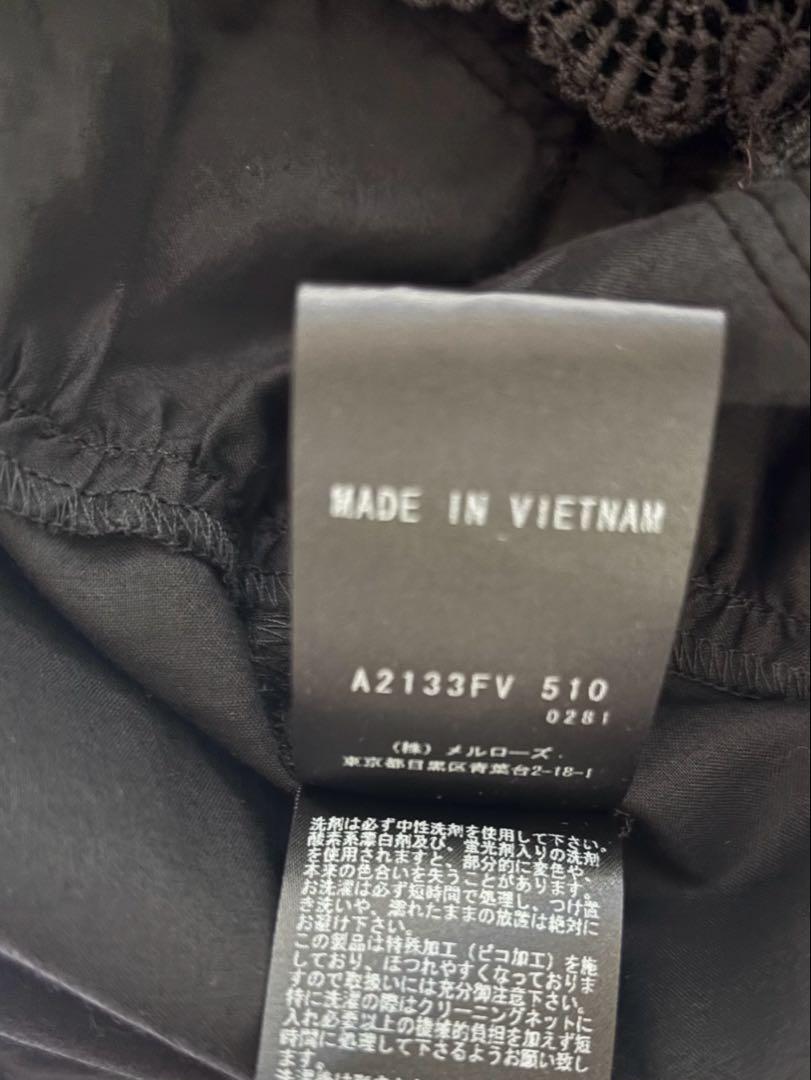 MADE IN VIETNAM
A2133FV 510
0281
(株) メルローズ
東京都目黒区青葉台2-18-1
洗剤は必ず中性洗剤を使用して下さい。
酸素系漂白剤及び、蛍光剤入りの洗剤
を使用されますと、部分的に変色や、
本来の色合いを失うことがあります。
お洗濯は必ず短時間で処理し、つけ置
き洗いや、濡れたままの放置は絶対に
お避け下さい。
この製品は特殊加工(ピコ加工)を施
しており、ほつれやすくなっておりま
すので取扱いには充分御注意下さい。
特に洗濯の際はクリーニングネットに
入れ必要以上の機械的負担を加えず短
時間に処理して下さるようお願い致し
ます。